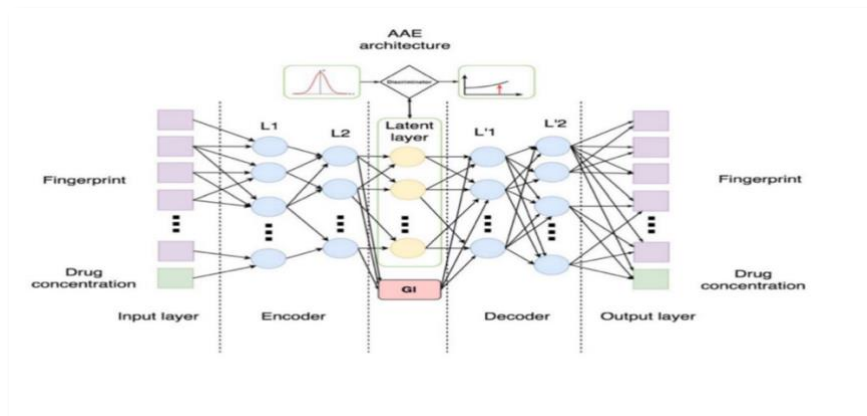 AAE
architecture
Discriminator
L1
L2
Latent
layer
L'1
L'2
Fingerprint
Fingerprint
Drug
concentration
GI
Drug
concentration
Input layer
Encoder
Decoder
Output layer